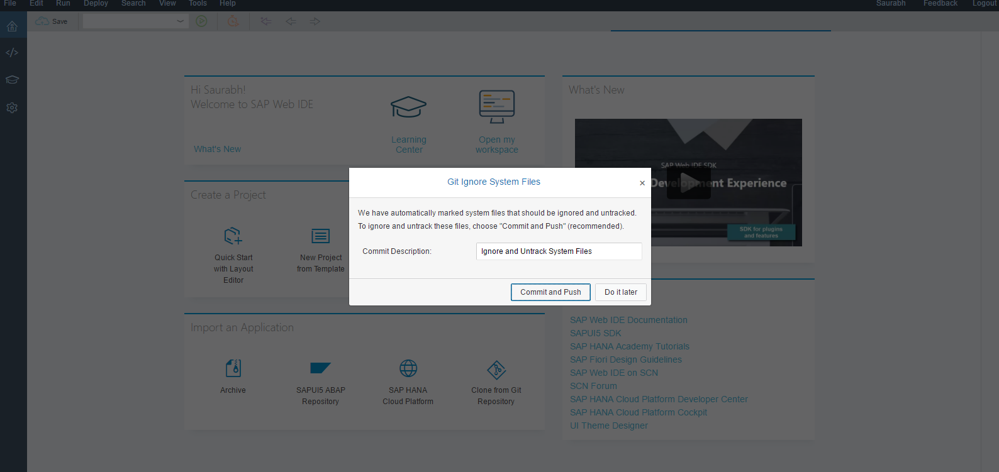 File Edit Run Deploy Search View Tools Help Saurabh Feedback Logout
Save
Hi Saurabh!
Welcome to SAP Web IDE
What's New
Learning
Center
Open my
workspace
What's New
SAP Web IDE SDK
Development Experience
SDK for plugins
and features
Create a Project
Quick Start
with Layout
Editor
New Project
from Template
Git Ignore System Files
×
We have automatically marked system files that should be ignored and untracked.
To ignore and untrack these files, choose "Commit and Push" (recommended).
Commit Description:
Ignore and Untrack System Files
Commit and Push
Do it later
Import an Application
Archive
SAPUI5 ABAP
Repository
SAP HANA
Cloud Platform
Clone from Git
Repository
SAP Web IDE Documentation
SAPUI5 SDK
SAP HANA Academy Tutorials
SAP Fiori Design Guidelines
SAP Web IDE on SCN
SCN Forum
SAP HANA Cloud Platform Developer Center
SAP HANA Cloud Platform Cockpit
UI Theme Designer